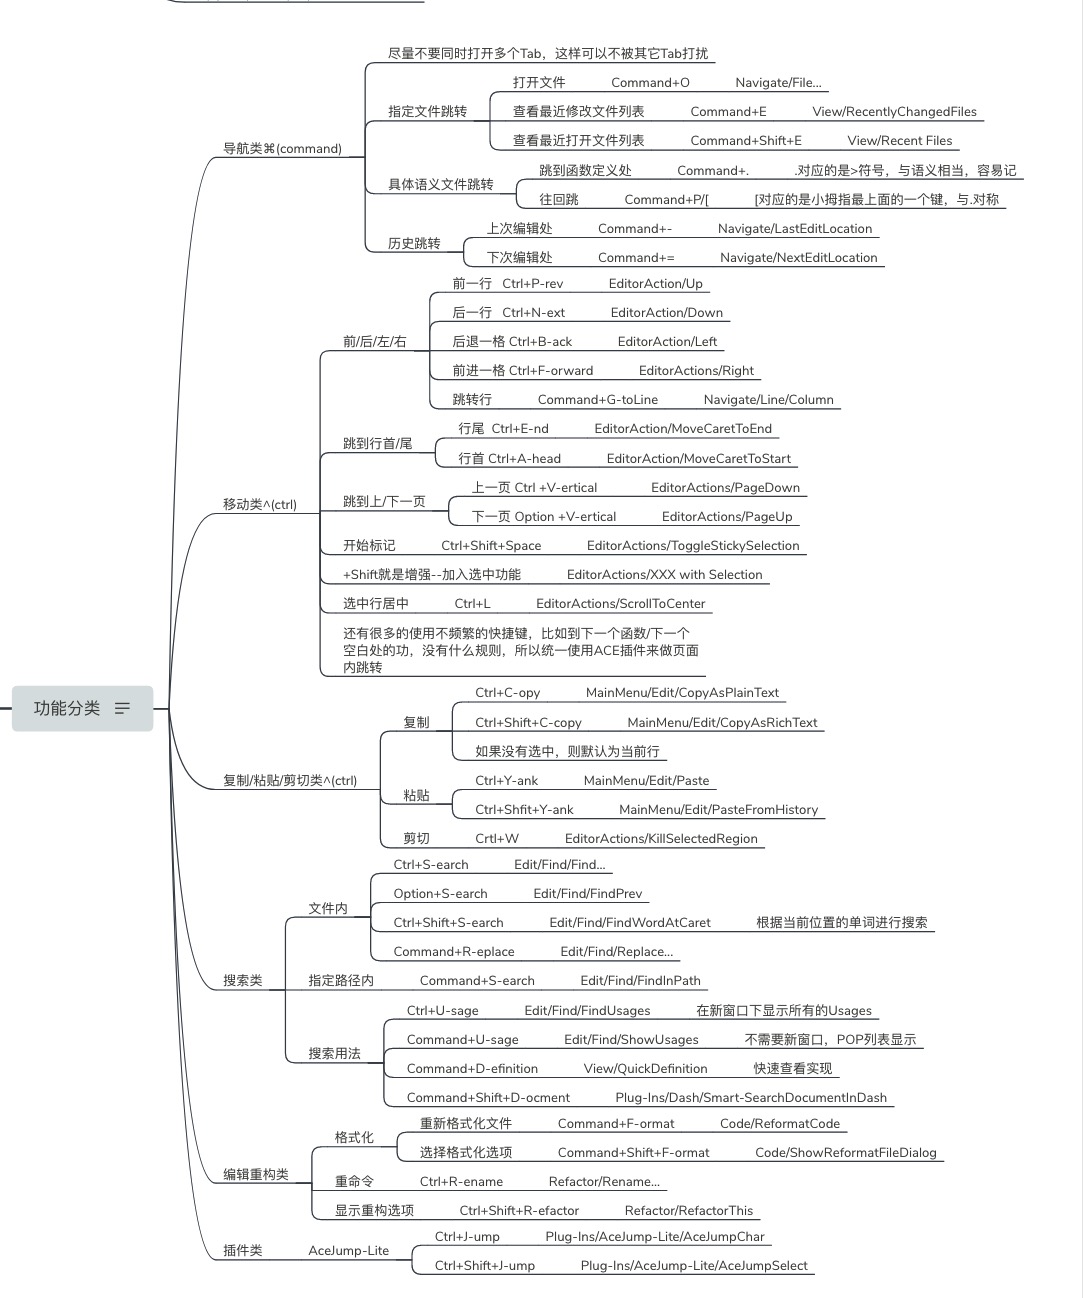 尽量不要同时打开多个Tab，这样可以不被其它Tab打扰
打开文件 Command+O Navigate/File...
指定文件跳转
查看最近修改文件列表 Command+E View/RecentlyChangedFiles
查看最近打开文件列表 Command+Shift+E View/Recent Files
导航类⌘(command)
跳到函数定义处 Command+. .对应的是>符号，与语义相当，容易记
具体语义文件跳转
往回跳 Command+P/[ [对应的是小拇指最上面的一个键，与.对称
上次编辑处 Command+- Navigate/LastEditLocation
历史跳转
下次编辑处 Command+= Navigate/NextEditLocation
前一行 Ctrl+P-rev EditorAction/Up
后一行 Ctrl+N-ext EditorAction/Down
前/后/左/右
后退一格 Ctrl+B-ack EditorAction/Left
前进一格 Ctrl+F-orward EditorActions/Right
跳转行 Command+G-toLine Navigate/Line/Column
行尾 Ctrl+E-nd EditorAction/MoveCaretToEnd
跳到行首/尾
行首 Ctrl+A-head EditorAction/MoveCaretToStart
上一页 Ctrl +V-ertical EditorActions/PageDown
跳到上/下一页
移动类^(ctrl)
下一页 Option +V-ertical EditorActions/PageUp
开始标记 Ctrl+Shift+Space EditorActions/ToggleStickySelection
+Shift就是增强--加入选中功能 EditorActions/XXX with Selection
选中行居中 Ctrl+L EditorActions/ScrollToCenter
还有很多的使用不频繁的快捷键，比如到下一个函数/下一个
空白处的功，没有什么规则，所以统一使用ACE插件来做页面
内跳转
功能分类
Ctrl+C-opy MainMenu/Edit/CopyAsPlainText
复制
Ctrl+Shift+C-copy MainMenu/Edit/CopyAsRichText
如果没有选中，则默认为当前行
复制/粘贴/剪切类^(ctrl)
Ctrl+Y-ank MainMenu/Edit/Paste
粘贴
Ctrl+Shfit+Y-ank MainMenu/Edit/PasteFromHistory
剪切 Crtl+W EditorActions/KillSelectedRegion
Ctrl+S-earch Edit/Find/Find...
Option+S-earch Edit/Find/FindPrev
文件内
Ctrl+Shift+S-earch Edit/Find/FindWordAtCaret 根据当前位置的单词进行搜索
Command+R-eplace Edit/Find/Replace...
搜索类
指定路径内 Command+S-earch Edit/Find/FindInPath
Ctrl+U-sage Edit/Find/FindUsages 在新窗口下显示所有的Usages
Command+U-sage Edit/Find/ShowUsages 不需要新窗口，POP列表显示
搜索用法
Command+D-efinition View/QuickDefinition 快速查看实现
Command+Shift+D-ocment Plug-Ins/Dash/Smart-SearchDocumentInDash
重新格式化文件 Command+F-ormat Code/ReformatCode
格式化
选择格式化选项 Command+Shift+F-ormat Code/ShowReformatFileDialog
编辑重构类
重命令 Ctrl+R-ename Refactor/Rename...
显示重构选项 Ctrl+Shift+R-efactor Refactor/RefactorThis
Ctrl+J-ump Plug-Ins/AceJump-Lite/AceJumpChar
插件类 AceJump-Lite
Ctrl+Shift+J-ump Plug-Ins/AceJump-Lite/AceJumpSelect